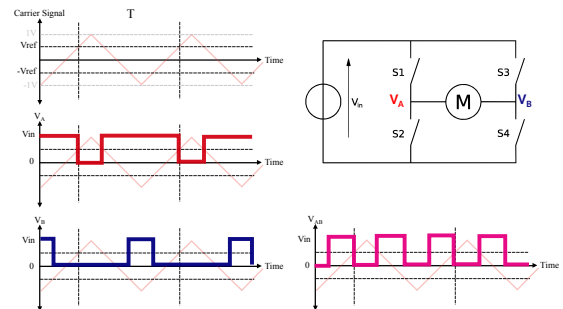 Carrier Signal
T
1V
Vref
Time
-Vref
-1V
S1
S3
Vin
VA
M
VB
S2
S4
VA
Vin
0
Time
VB
Vin
0
Time
VAB
Vin
0
Time